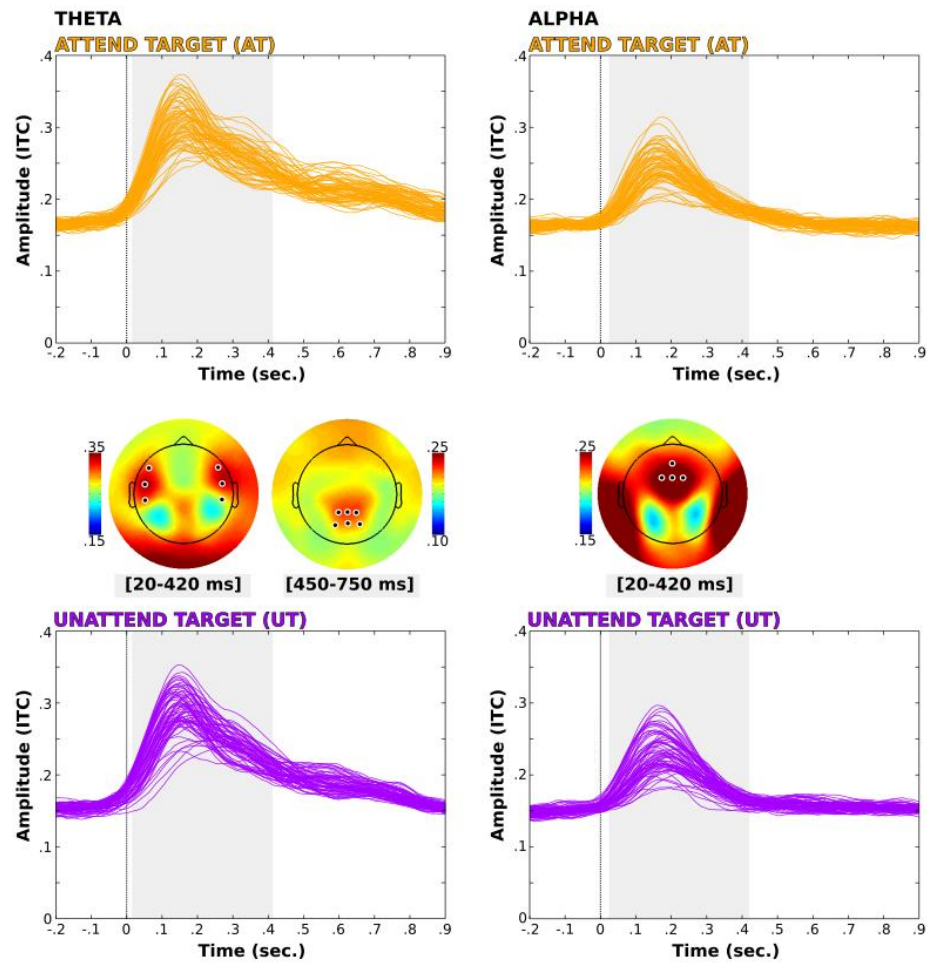 THETA
ATTEND TARGET (AT)
Amplitude (ITC)
.4
.3
.2
.1
0
-.2 -.1 0 .1 .2 .3 .4 .5 .6 .7 .8 .9
Time (sec.)
ALPHA
ATTEND TARGET (AT)
Amplitude (ITC)
.4
.3
.2
.1
0
-.2 -.1 0 .1 .2 .3 .4 .5 .6 .7 .8 .9
Time (sec.)
.35
.15
[20-420 ms]
.25
.10
[450-750 ms]
.25
.15
[20-420 ms]
UNATTEND TARGET (UT)
Amplitude (ITC)
.4
.3
.2
.1
0
-.2 -.1 0 .1 .2 .3 .4 .5 .6 .7 .8 .9
Time (sec.)
UNATTEND TARGET (UT)
Amplitude (ITC)
.4
.3
.2
.1
0
-.2 -.1 0 .1 .2 .3 .4 .5 .6 .7 .8 .9
Time (sec.)